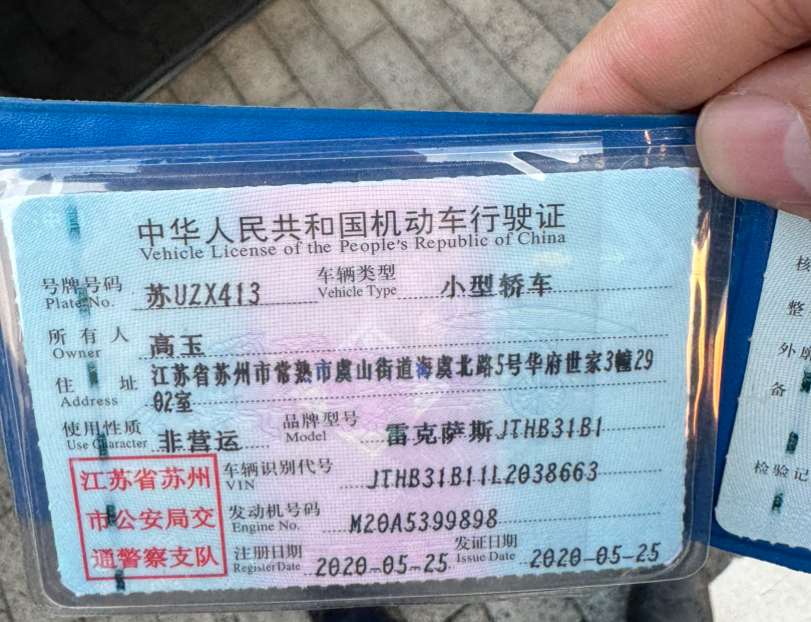 中华人民共和国机动车行驶证
Vehicle License of the People's Republic of China
号牌号码 苏UZX413 车辆类型 小型轿车
Plate No. Vehicle Type
所有人 高玉
Owner
住址 江苏省苏州市常熟市虞山街道海虞北路5号华府世家3幢29
Address 02室
使用性质 非营运 品牌型号 雷克萨斯JTHB31B1
Use Character Model
江苏省苏州 车辆识别代号 JTHB31B11L2038663
VIN
市公安局交 发动机号码 M20A5399898
Engine No.
通警察支队 注册日期 2020-05-25 发证日期 2020-05-25
Register Date Issue Date
核
整
外廓
备
检验记